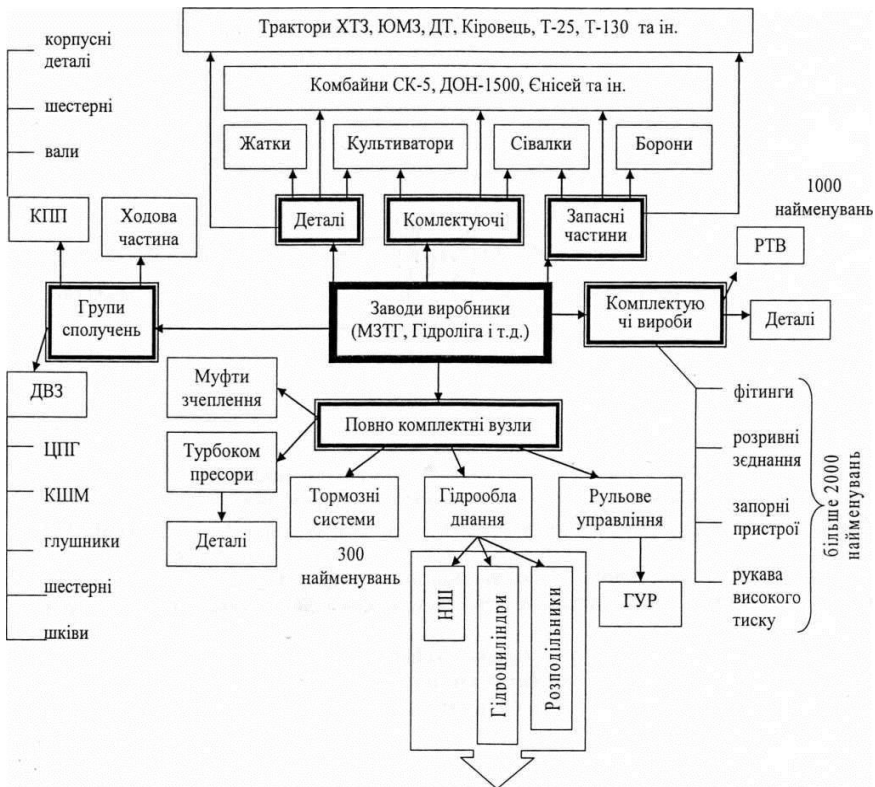 Трактори ХТЗ, ЮМЗ, ДТ, Кіровець, Т-25, Т-130 та ін.
корпусні
деталі
Комбайни СК-5, ДОН-1500, Єнісей та ін.
шестерні
вали
Жатки
Культиватори
Сівалки
Борони
КПП
Ходова
частина
Деталі
Комлектуючі
Запасні
частини
1000
найменувань
РТВ
Групи
сполучень
Заводи виробники
(МЗТГ, Гідроліга і т.д.)
Комплектую
чі вироби
Деталі
ДВЗ
Муфти
зчеплення
Повно комплектні вузли
фітинги
ЦПГ
Турбоком
пресори
розривні
зєднання
КШМ
Тормозні
системи
Гідрообла
днання
Рульове
управління
запорні
пристрої
більше 2000
найменувань
глушники
Деталі
300
найменувань
шестерні
НШ
Гідроциліндри
Розподільники
ГУР
рукава
високого
тиску
шківи